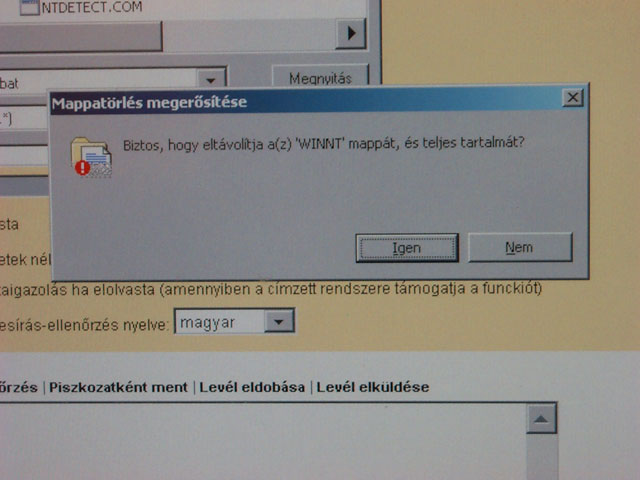 NTDETECT.COM
bat
Megnyitás
.*)
Mappatörlés megerősítése
Biztos, hogy eltávolítja a(z) 'WINNT' mappát, és teljes tartalmát?
Igen
Nem
sta
etek nél
taigazolás ha elolvasta (amennyiben a címzett rendszere támogatja a funckiót)
esírás-ellenőrzés nyelve: magyar
őrzés | Piszkozatként ment | Levél eldobása | Levél elküldése